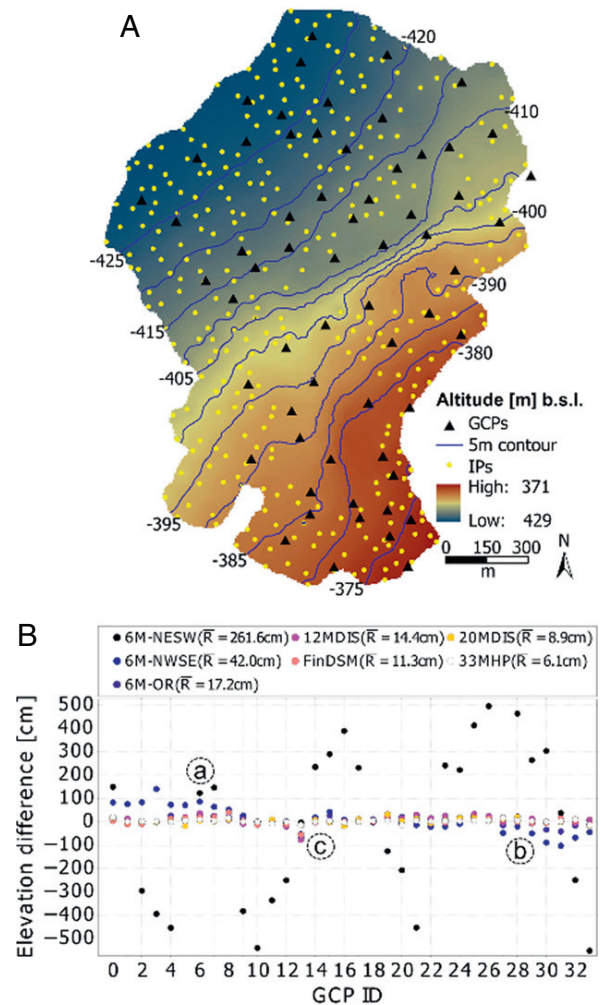 A
-420
-410
-400
-390
-380
-425
-415
-405
-395
-385
-375
Altitude [m] b.s.l.
GCPs
5m contour
IPs
High: 371
Low: 429
N
0 150 300
m
B
6M-NESW(R̅ = 261.6cm) 12MDIS(R̅ = 14.4cm) 20MDIS(R̅ = 8.9cm)
6M-NWSE(R̅ = 42.0cm) FinDSM(R̅ = 11.3cm) 33MHP(R̅ = 6.1cm)
6M-OR(R̅ = 17.2cm)
Elevation difference [cm]
500
400
300
200
100
0
-100
-200
-300
-400
-500
a
b
c
0 2 4 6 8 10 12 14 16 18 20 22 24 26 28 30 32
GCP ID